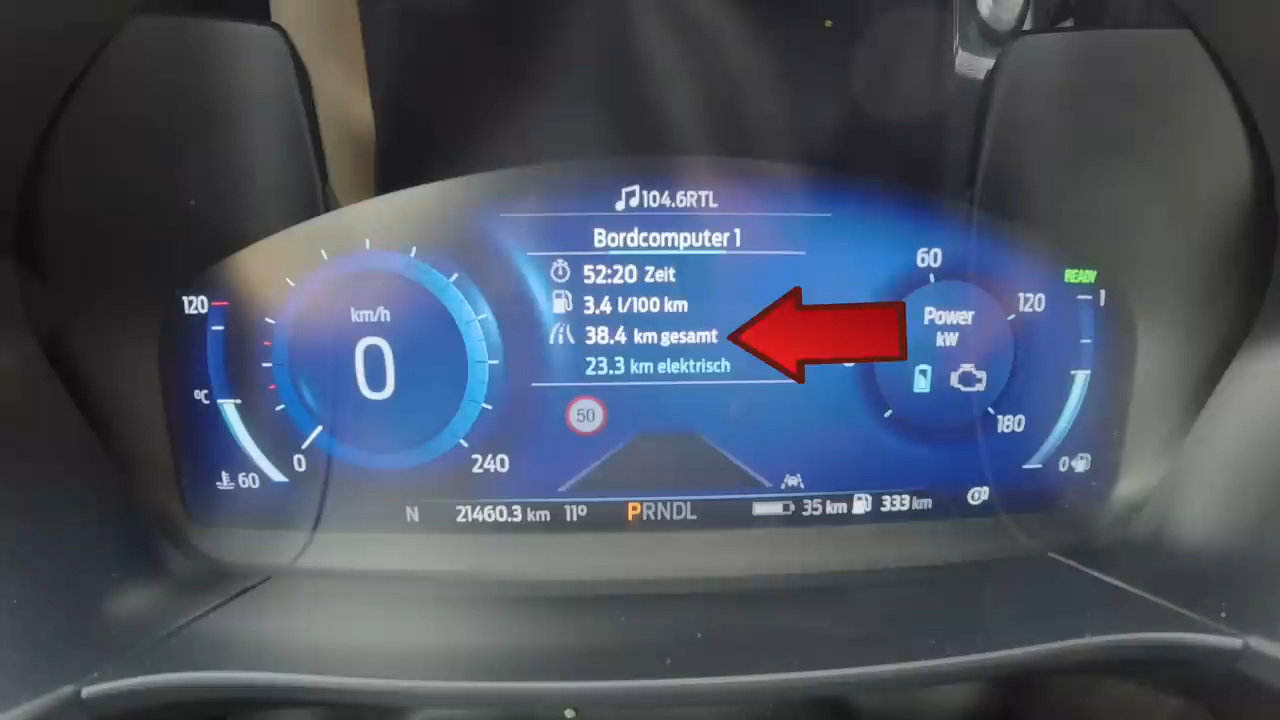 104.6RTL
Bordcomputer 1
52:20 Zeit
3.4 l/100 km
38.4 km gesamt
23.3 km elektrisch
120
°C
60
km/h
0
0
240
50
60
120
180
Power
kW
READY
1
0
N 21460.3 km 11° PRNDL 35 km 333 km